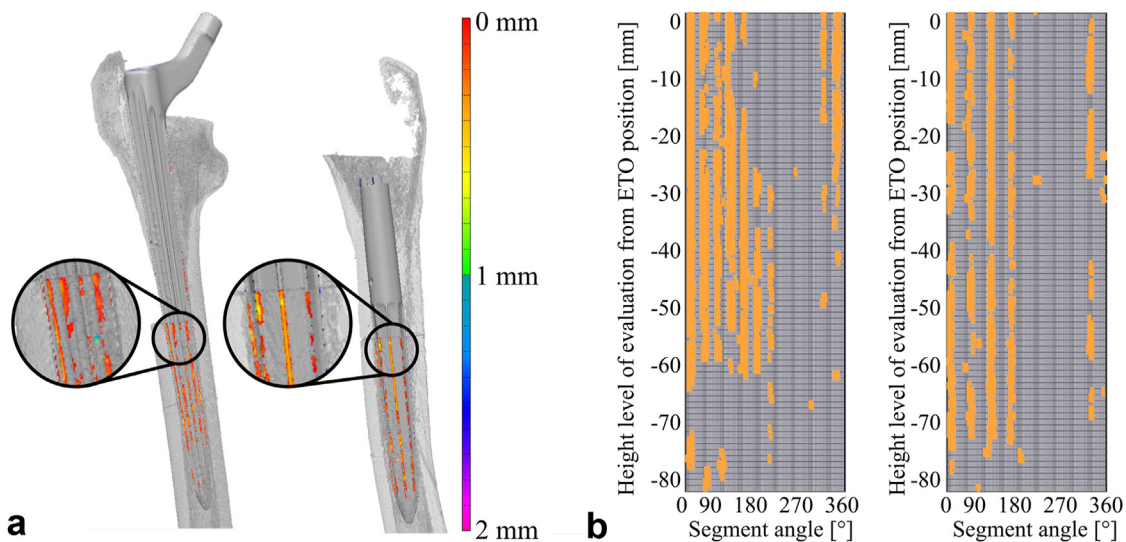 a
0 mm
1 mm
2 mm
b
Height level of evaluation from ETO position [mm]
0
-10
-20
-30
-40
-50
-60
-70
-80
0 90 180 270 360
Segment angle [°]
Height level of evaluation from ETO position [mm]
0
-10
-20
-30
-40
-50
-60
-70
-80
0 90 180 270 360
Segment angle [°]